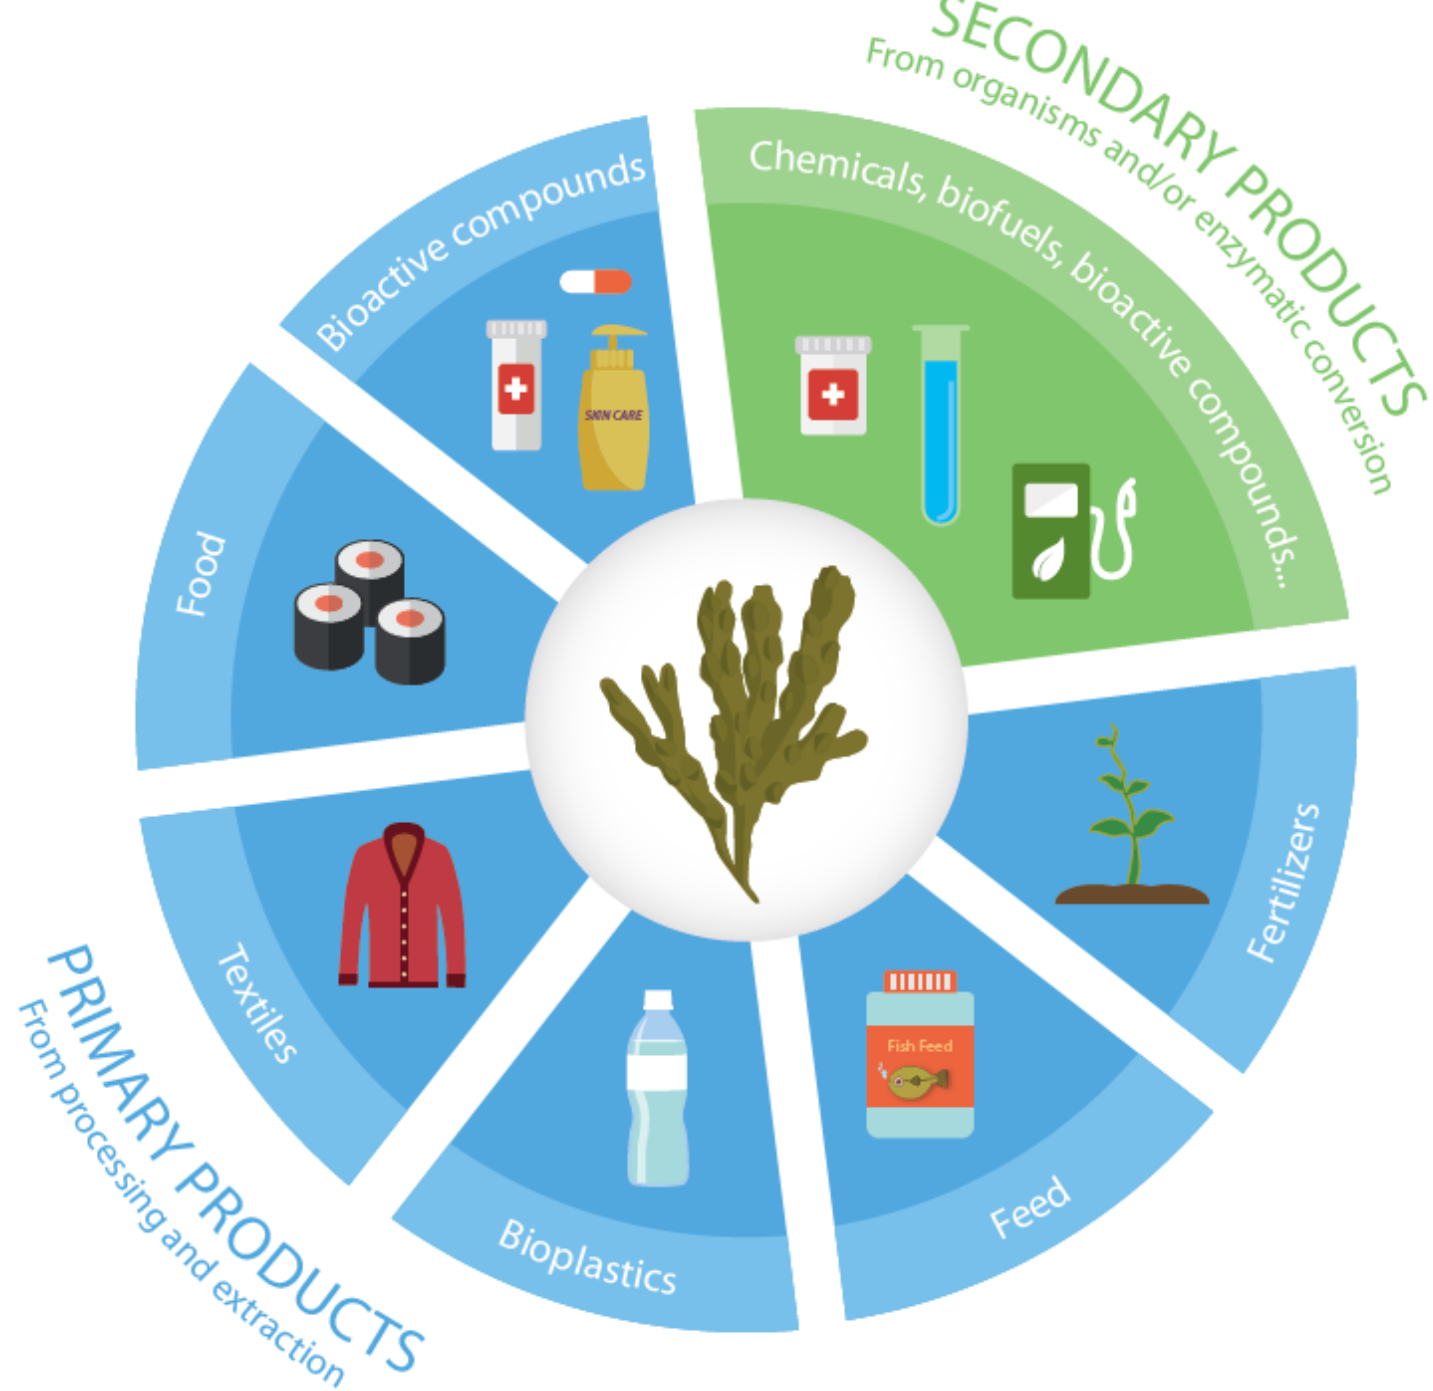 SECONDARY PRODUCTS
From organisms and/or enzymatic conversion
Chemicals, biofuels, bioactive compounds...
Bioactive compounds
SKIN CARE
Food
Textiles
Bioplastics
Feed
Fish Feed
Fertilizers
PRIMARY PRODUCTS
From processing and extraction